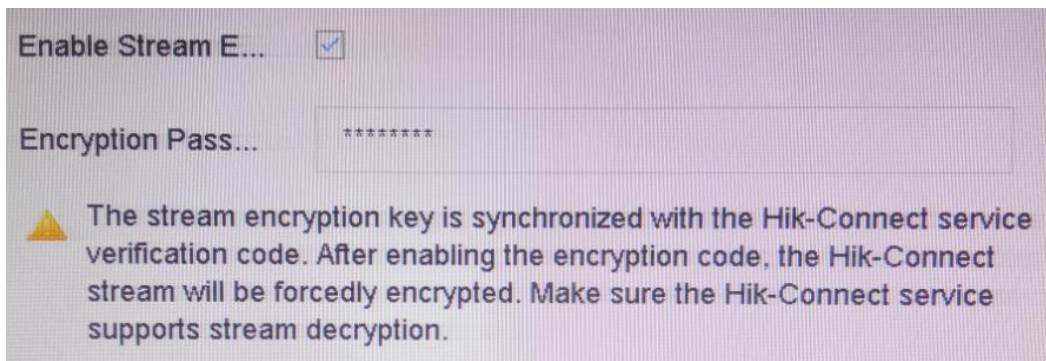 Enable Stream E...
Encryption Pass...
********
The stream encryption key is synchronized with the Hik-Connect service
verification code. After enabling the encryption code, the Hik-Connect
stream will be forcedly encrypted. Make sure the Hik-Connect service
supports stream decryption.